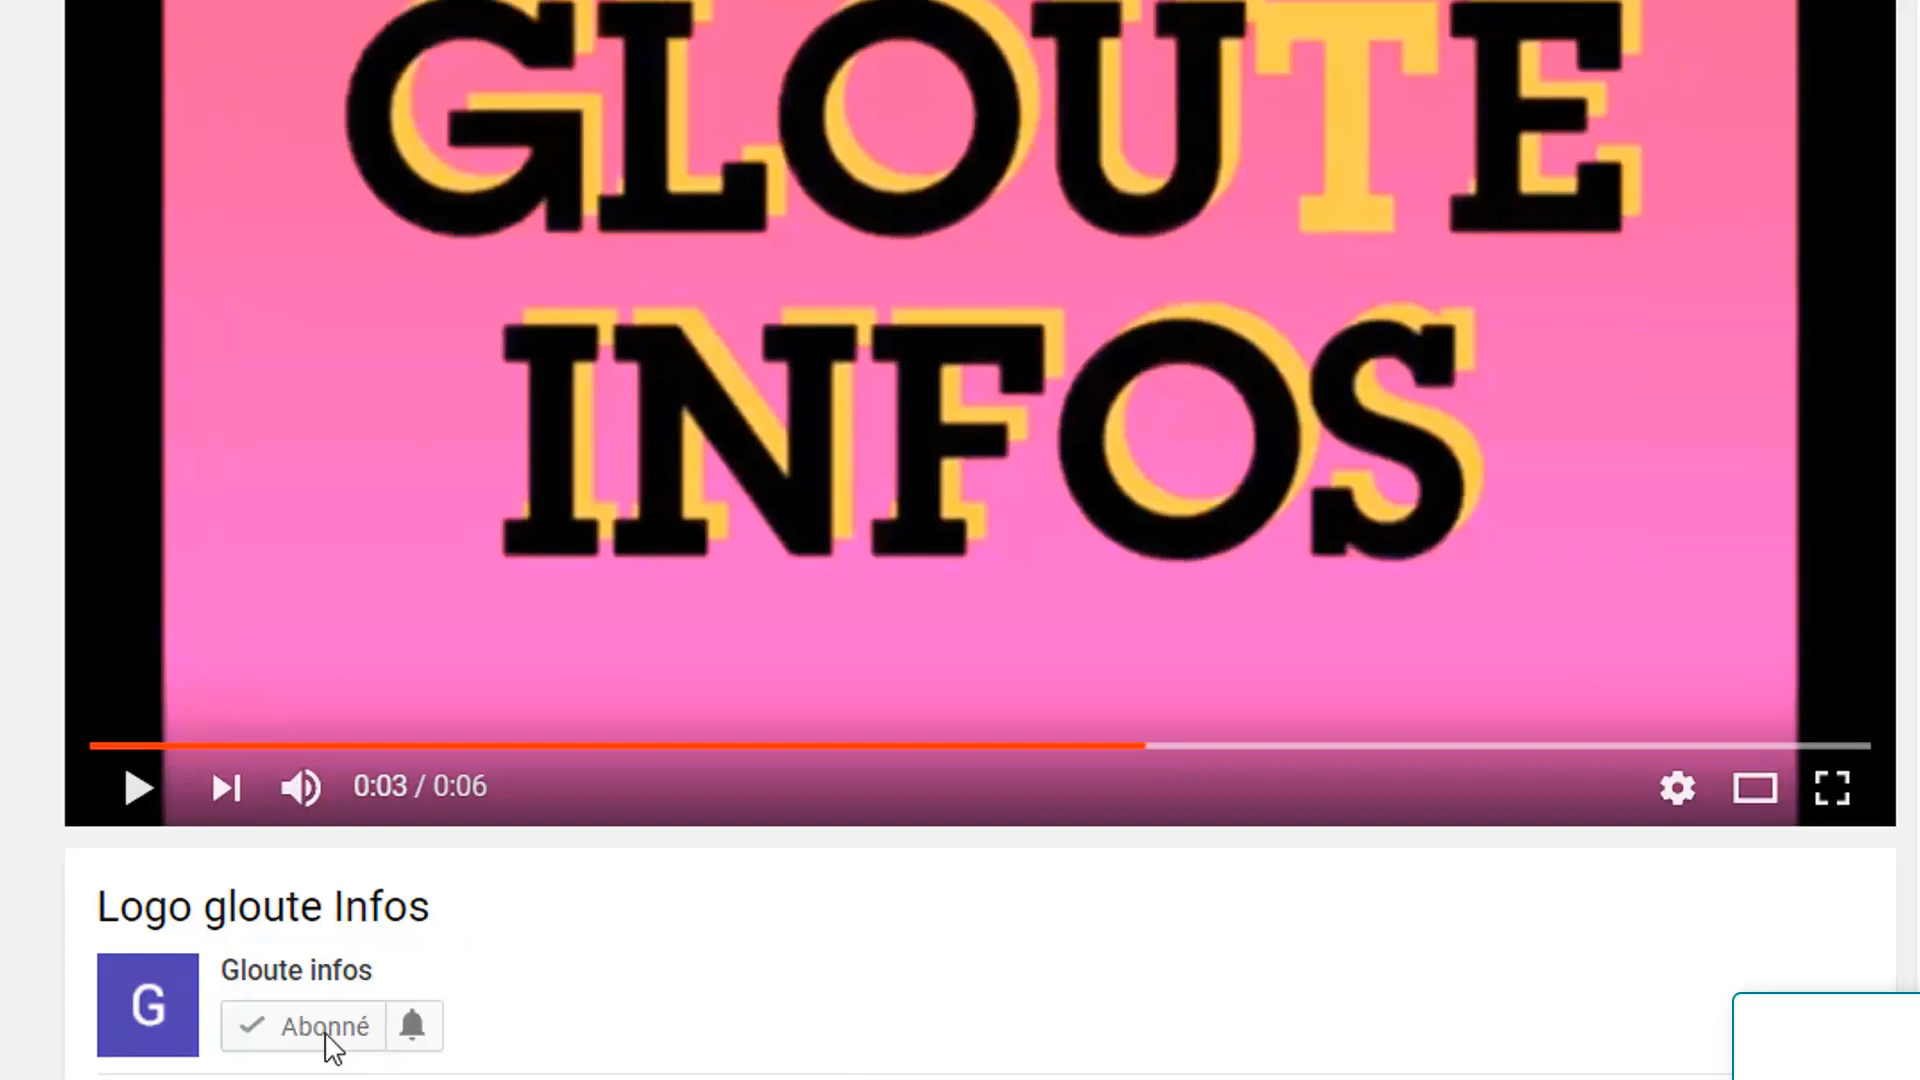 GLOUTE
INFOS
0:03 / 0:06
Logo gloute Infos
G
Gloute infos
Abonné